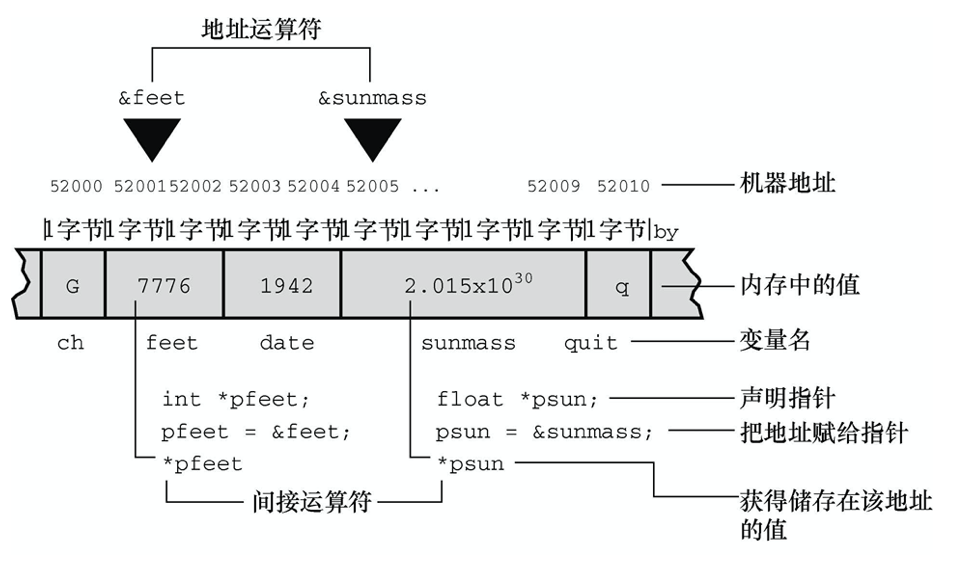 地址运算符
&feet &sunmass
52000 52001 52002 52003 52004 52005 ... 52009 52010 机器地址
1字节 1字节 1字节 1字节 1字节 1字节 1字节 1字节 1字节 1字节 by
G 7776 1942 2.015x10³⁰ q 内存中的值
ch feet date sunmass quit 变量名
int *pfeet; float *psun; 声明指针
pfeet = &feet; psun = &sunmass; 把地址赋给指针
*pfeet *psun
间接运算符 获得储存在该地址
的值